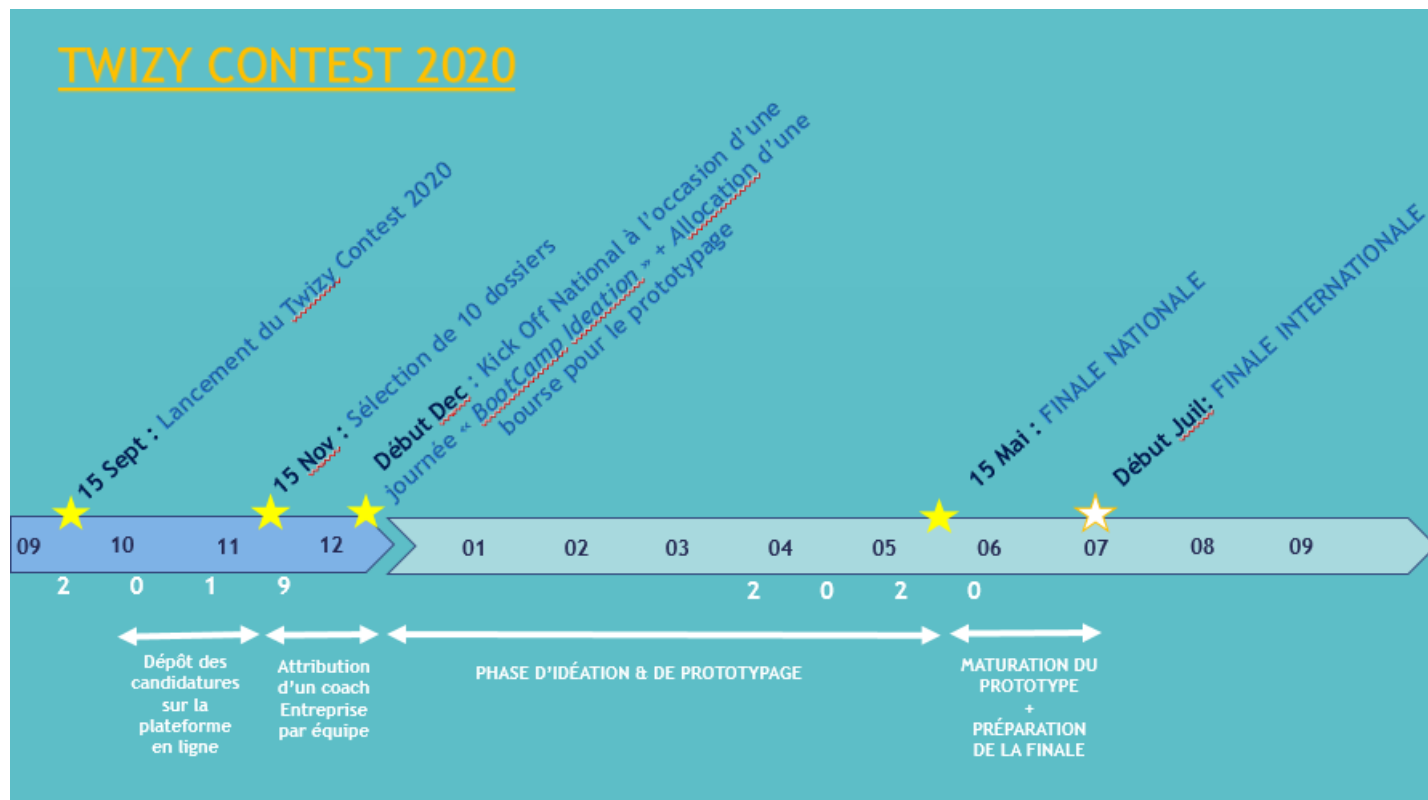 TWIZY CONTEST 2020
15 Sept : Lancement du Twizy Contest 2020
15 Nov : Sélection de 10 dossiers
Début Dec : Kick Off National à l'occasion d'une
journée « BootCamp Ideation » + Allocation d'une
bourse pour le prototypage
15 Mai : FINALE NATIONALE
Début Juil: FINALE INTERNATIONALE
09 10 11 12 01 02 03 04 05 06 07 08 09
2 0 1 9 2 0 2 0
Dépôt des
candidatures
sur la
plateforme
en ligne
Attribution
d'un coach
Entreprise
par équipe
PHASE D'IDÉATION & DE PROTOTYPAGE
MATURATION DU
PROTOTYPE
+
PRÉPARATION
DE LA FINALE